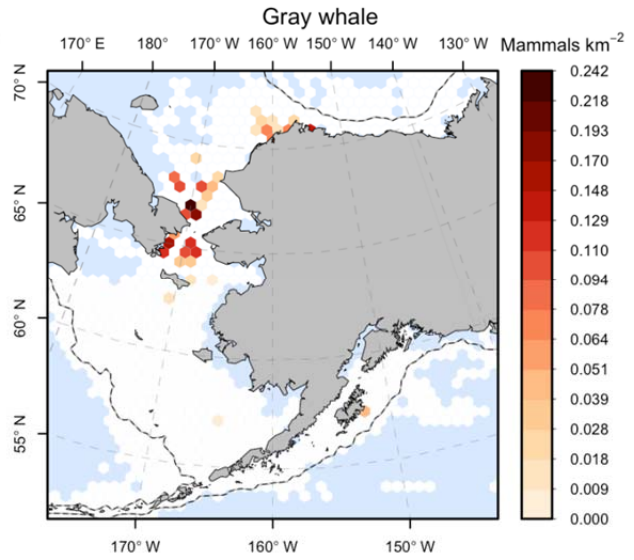 Gray whale
170° E 180° 170° W 160° W 150° W 140° W 130° W
Mammals km⁻²
70° N
65° N
60° N
55° N
170° W 160° W 150° W
0.242
0.218
0.193
0.170
0.148
0.129
0.110
0.094
0.078
0.064
0.051
0.039
0.028
0.018
0.009
0.000